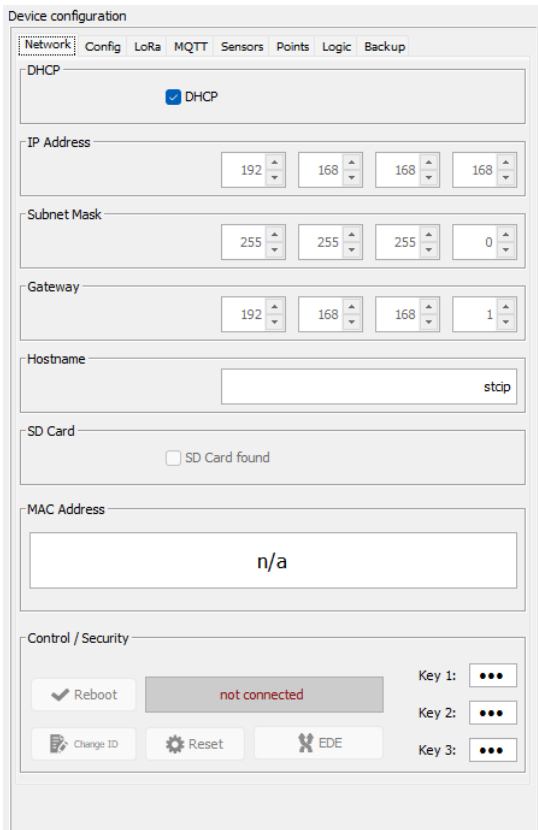 Device configuration
Network Config LoRa MQTT Sensors Points Logic Backup
DHCP
DHCP
IP Address
192 168 168 168
Subnet Mask
255 255 255 0
Gateway
192 168 168 1
Hostname
stcip
SD Card
SD Card found
MAC Address
n/a
Control / Security
Reboot not connected Key 1: •••
Key 2: •••
Change ID Reset EDE Key 3: •••